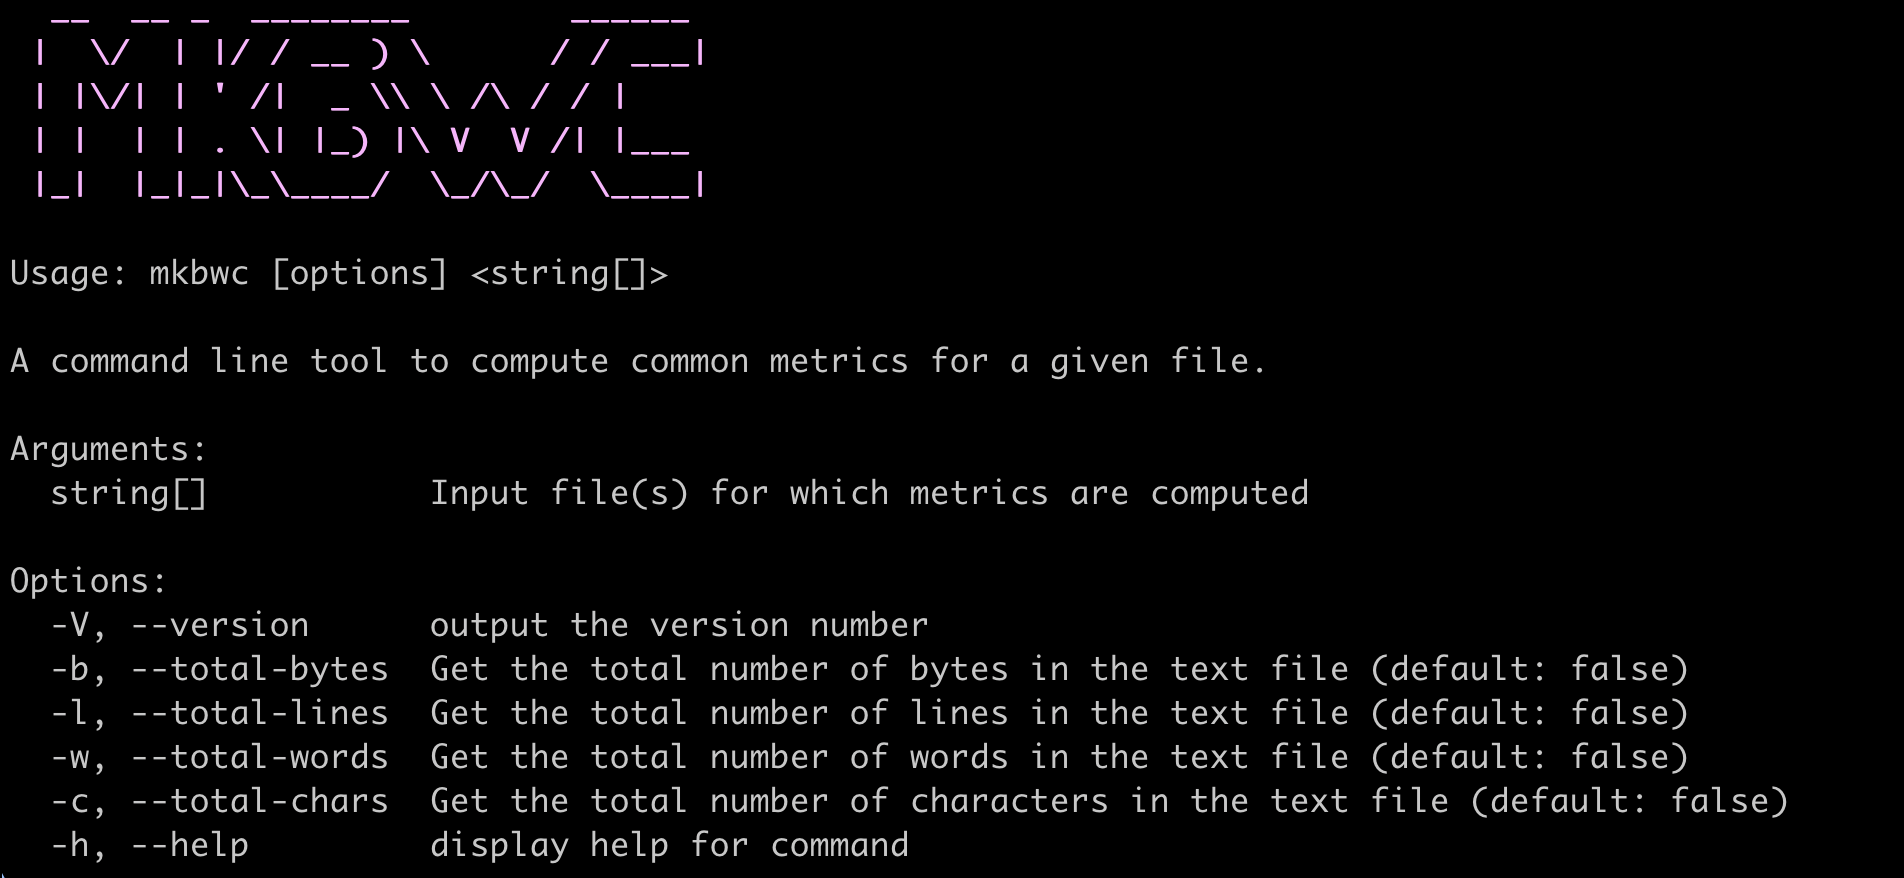 __  __ _  ________        ______
 |  \/  | |/ / __ ) \      / / ___|
 | |\/| | ' /|  _ \\ \ /\ / / |
 | |  | | . \| |_) |\ V  V /| |___
 |_|  |_|_|\_\____/  \_/\_/  \____|
Usage: mkbwc [options] <string[]>
A command line tool to compute common metrics for a given file.
Arguments:
  string[]           Input file(s) for which metrics are computed
Options:
  -V, --version      output the version number
  -b, --total-bytes  Get the total number of bytes in the text file (default: false)
  -l, --total-lines  Get the total number of lines in the text file (default: false)
  -w, --total-words  Get the total number of words in the text file (default: false)
  -c, --total-chars  Get the total number of characters in the text file (default: false)
  -h, --help         display help for command